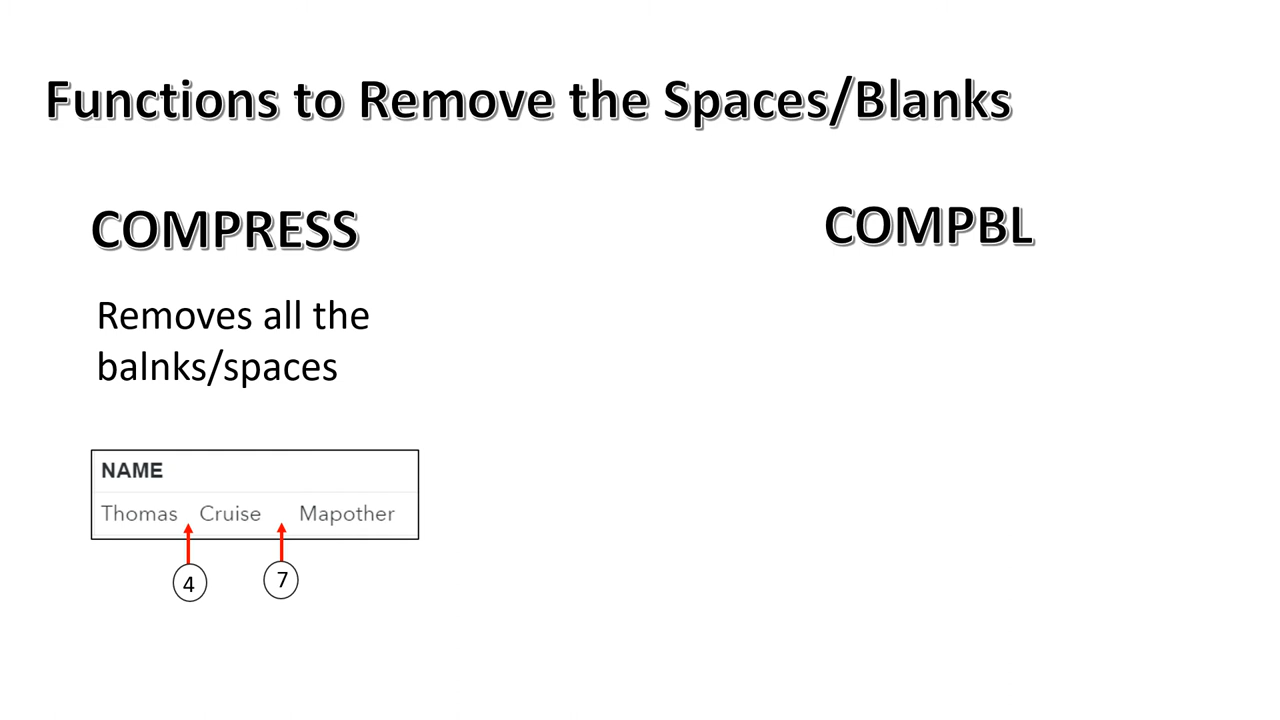 Functions to Remove the Spaces/Blanks
COMPRESS
COMPBL
Removes all the
balnks/spaces
NAME
Thomas Cruise Mapother
4 7